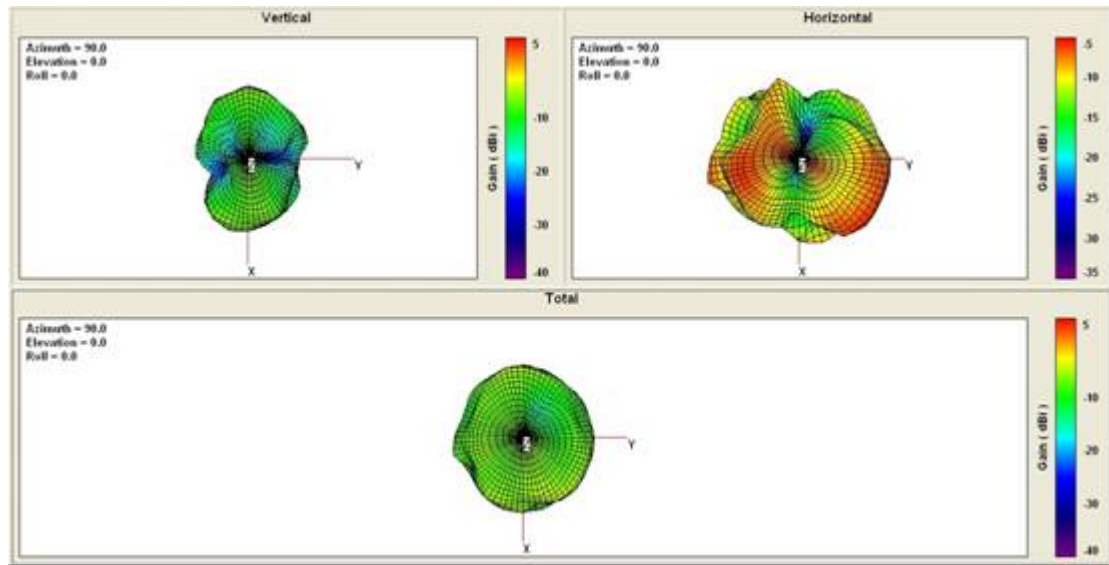 Vertical
Azimuth = 90.0
Elevation = 0.0
Roll = 0.0
Y
X
Gain ( dBi )
5
-10
-20
-30
-40
Horizontal
Azimuth = 90.0
Elevation = 0.0
Roll = 0.0
Y
X
Gain ( dBi )
-5
-10
-15
-20
-25
-30
-35
Total
Azimuth = 90.0
Elevation = 0.0
Roll = 0.0
Y
X
Gain ( dBi )
5
-10
-20
-30
-40